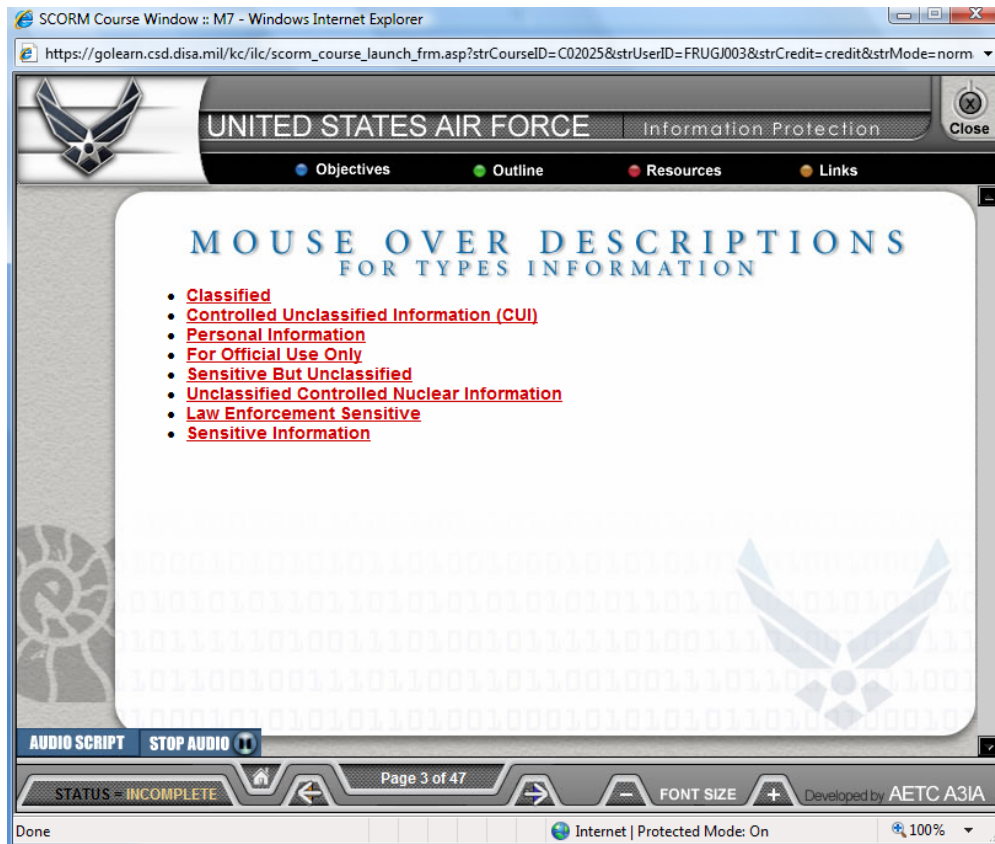 SCORM Course Window :: M7 - Windows Internet Explorer
https://golearn.csd.disa.mil/kc/ilc/scorm_course_launch_frm.asp?strCourseID=C02025&strUserID=FRUGJ003&strCredit=credit&strMode=norm
UNITED STATES AIR FORCE Information Protection
Close
Objectives Outline Resources Links
MOUSE OVER DESCRIPTIONS
FOR TYPES INFORMATION
• Classified
• Controlled Unclassified Information (CUI)
• Personal Information
• For Official Use Only
• Sensitive But Unclassified
• Unclassified Controlled Nuclear Information
• Law Enforcement Sensitive
• Sensitive Information
AUDIO SCRIPT STOP AUDIO
STATUS = INCOMPLETE Page 3 of 47 FONT SIZE Developed by AETC A3IA
Done Internet | Protected Mode: On 100%